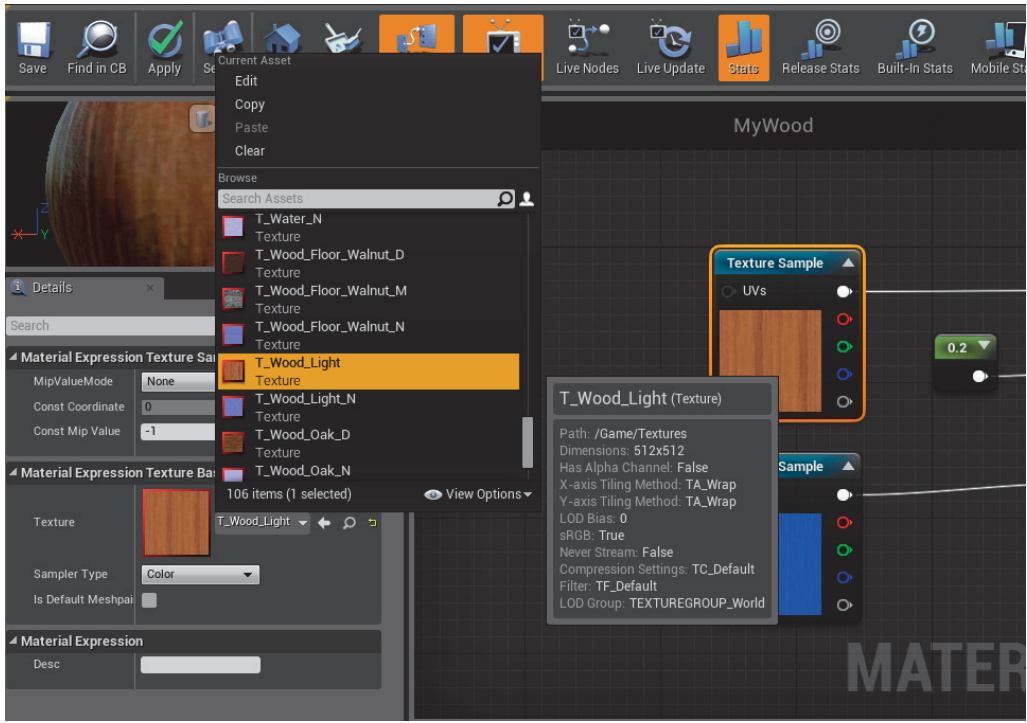 Save
Find in CB
Apply
Live Nodes
Live Update
Stats
Release Stats
Built-In Stats
Mobile
Current Asset
Edit
Copy
Paste
Clear
Browse
Search Assets
T_Water_N
Texture
T_Wood_Floor_Walnut_D
Texture
T_Wood_Floor_Walnut_M
Texture
T_Wood_Floor_Walnut_N
Texture
T_Wood_Light
Texture
T_Wood_Light_N
Texture
T_Wood_Oak_D
Texture
T_Wood_Oak_N
106 items (1 selected)
View Options
Z
X
Y
Details
Search
Material Expression Texture
MipValueMode
None
Const Coordinate
0
Const Mip Value
-1
Material Expression Texture
Texture
T_Wood_Light
Sampler Type
Color
Is Default Meshpai
Material Expression
Desc
MyWood
Texture Sample
UVs
0.2
T_Wood_Light (Texture)
Path: /Game/Textures
Dimensions: 512x512
Has Alpha Channel: False
X-axis Tiling Method: TA_Wrap
Y-axis Tiling Method: TA_Wrap
LOD Bias: 0
sRGB: True
Never Stream: False
Compression Settings: TC_Default
Filter: TF_Default
LOD Group: TEXTUREGROUP_World
Sample
MATER